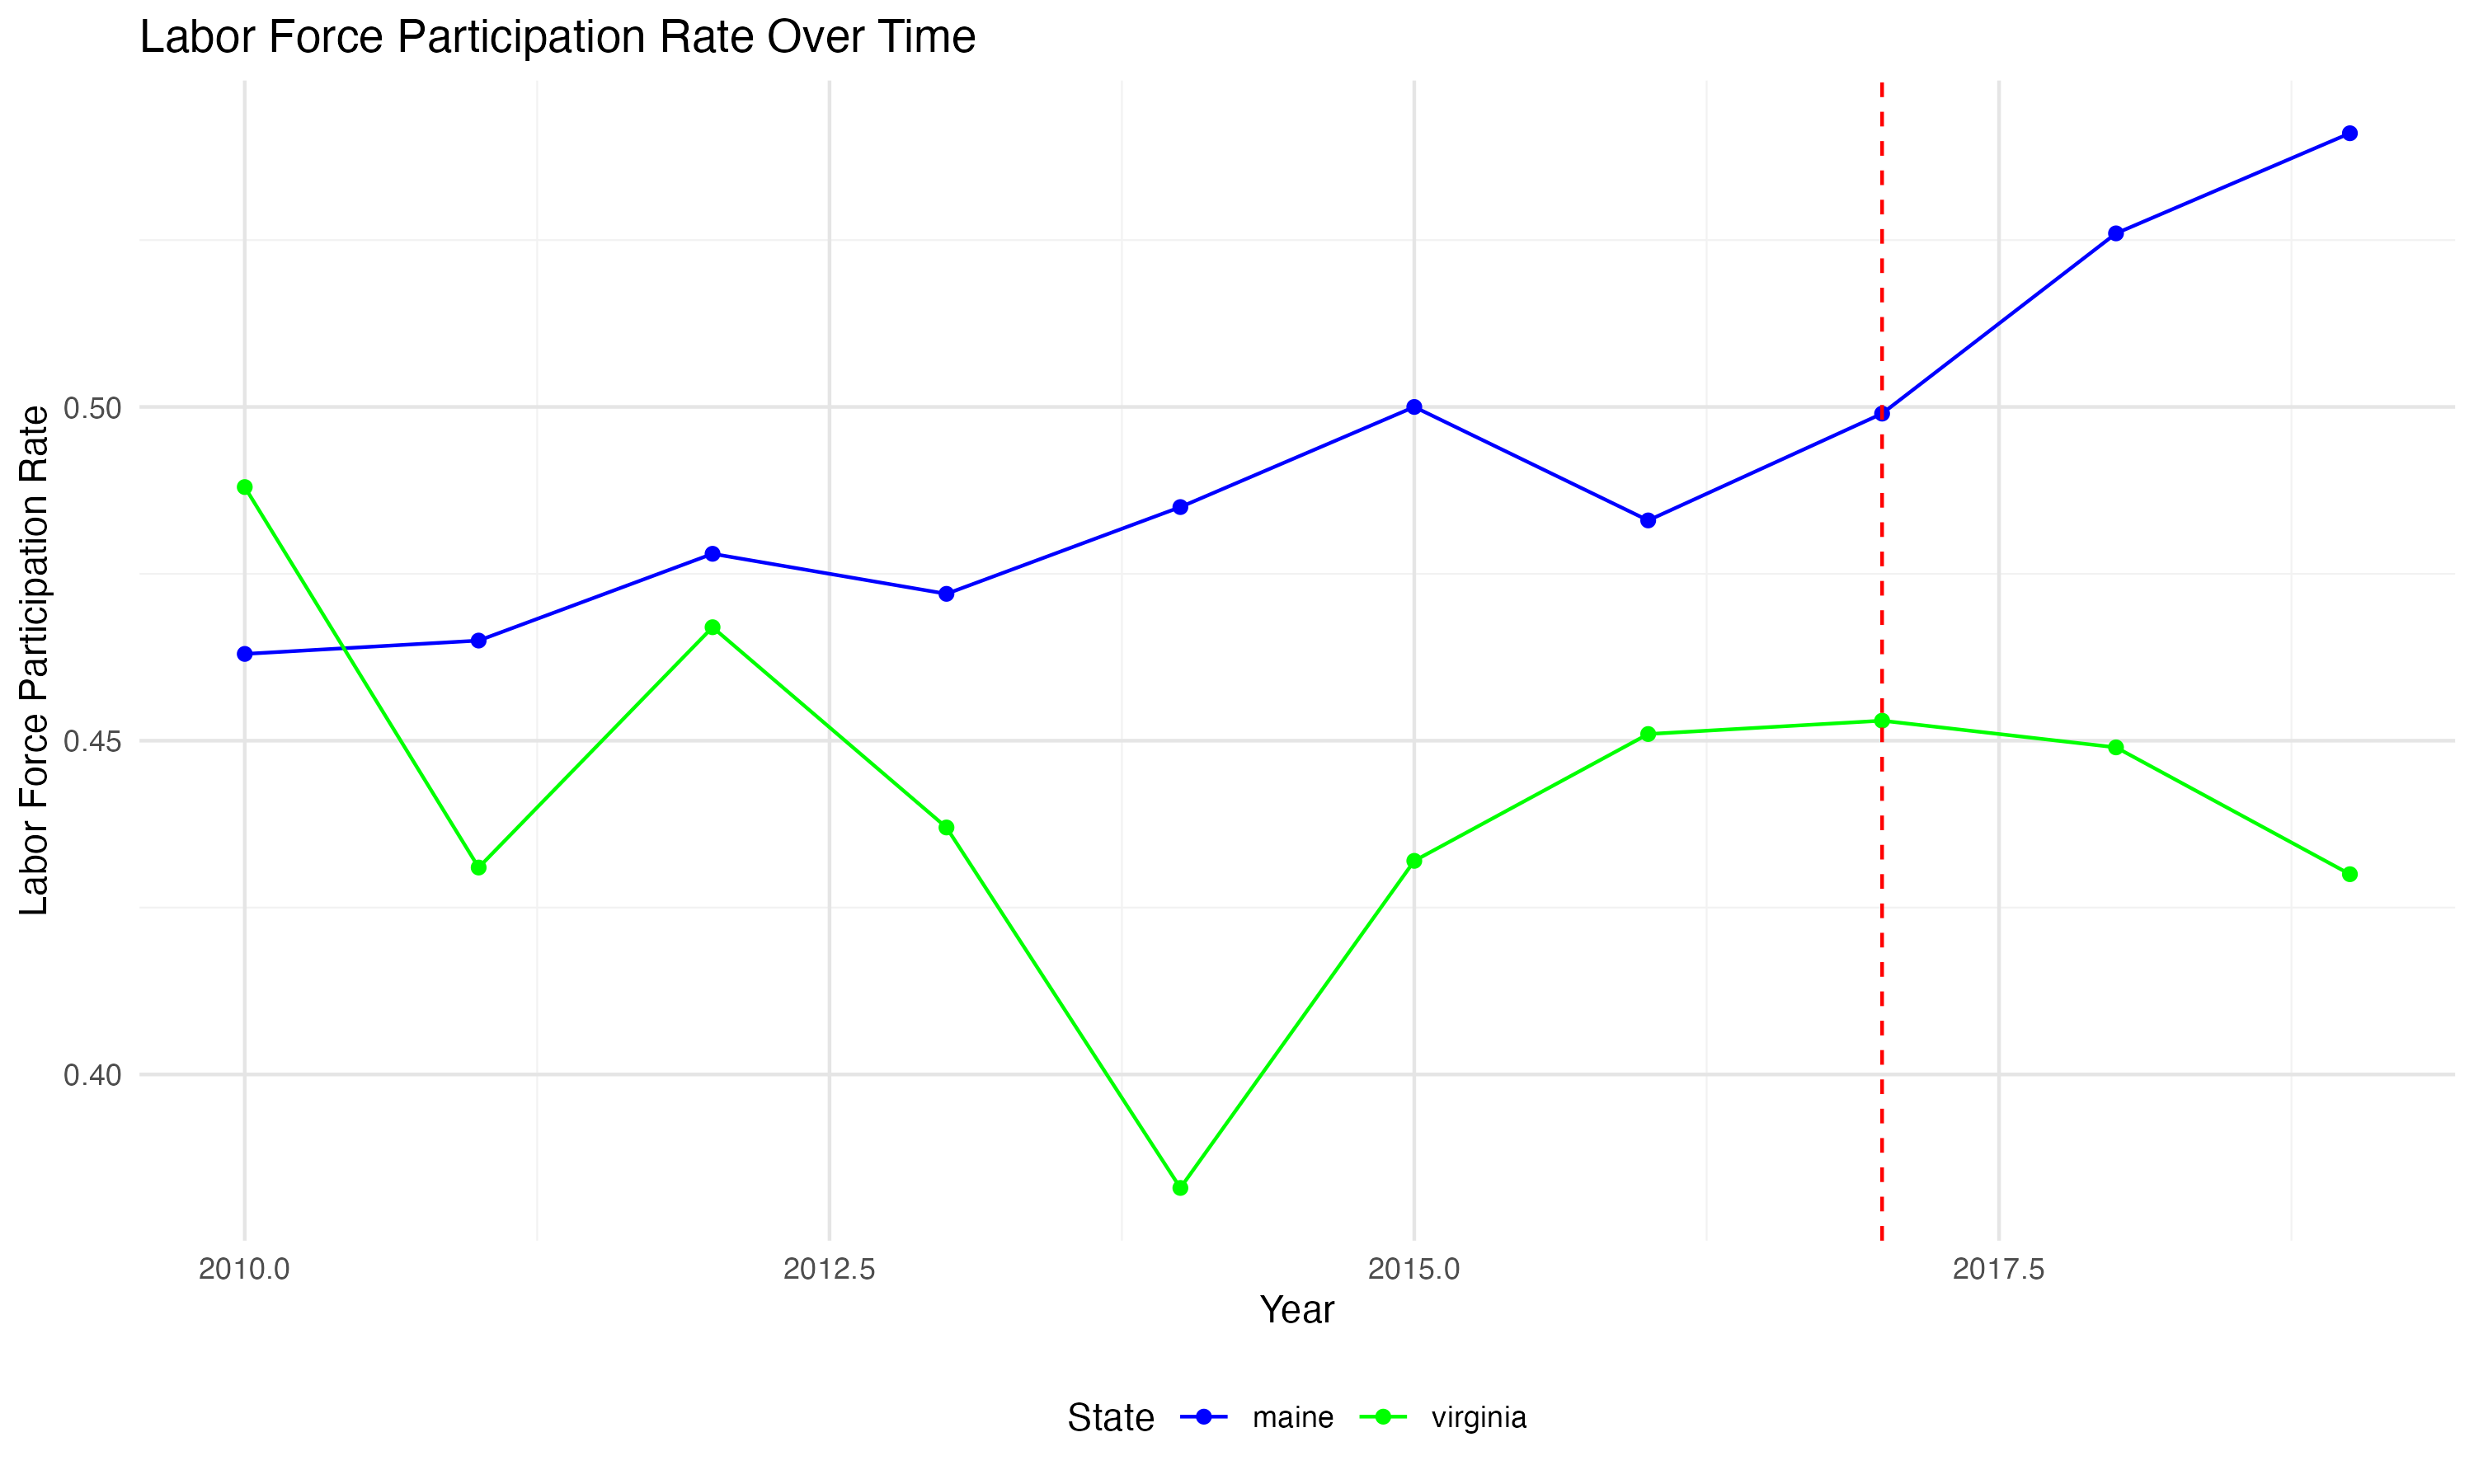 Labor Force Participation Rate Over Time
Labor Force Participation Rate
0.50
0.45
0.40
2010.0 2012.5 2015.0 2017.5
Year
State maine virginia